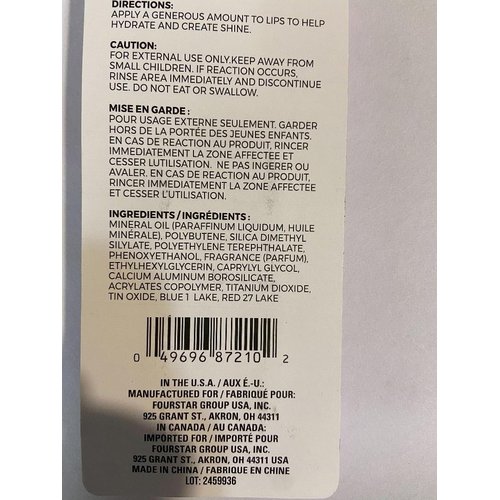 DIRECTIONS:
APPLY A GENEROUS AMOUNT TO LIPS TO HELP
HYDRATE AND CREATE SHINE.
CAUTION:
FOR EXTERNAL USE ONLY.KEEP AWAY FROM
SMALL CHILDREN. IF REACTION OCCURS,
RINSE AREA IMMEDIATELY AND DISCONTINUE
USE. DO NOT EAT OR SWALLOW.
MISE EN GARDE :
POUR USAGE EXTERNE SEULEMENT. GARDER
HORS DE LA PORTÉE DES JEUNES ENFANTS.
EN CAS DE REACTION AU PRODUIT, RINCER
IMMEDIATEMENT LA ZONE AFFECTEE ET
CESSER L'UTILISATION. NE PAS INGERER OU
AVALER. EN CAS DE REACTION AU PRODUIT,
RINCER IMMEDIATEMENT LA ZONE AFFECTEE
ET CESSER L'UTILISATION.
INGREDIENTS / INGRÉDIENTS :
MINERAL OIL (PARAFFINUM LIQUIDUM, HUILE
MINÉRALE), POLYBUTENE, SILICA DIMETHYL
SILYLATE, POLYETHYLENE TEREPHTHALATE,
PHENOXYETHANOL, FRAGRANCE (PARFUM),
ETHYLHEXYLGLYCERIN, CAPRYLYL GLYCOL,
CALCIUM ALUMINUM BOROSILICATE,
ACRYLATES COPOLYMER, TITANIUM DIOXIDE,
TIN OXIDE, BLUE 1  LAKE, RED 27 LAKE
0 49696 87210 2
IN THE U.S.A. / AUX É.-U.:
MANUFACTURED FOR / FABRIQUÉ POUR:
FOURSTAR GROUP USA, INC.
925 GRANT ST., AKRON, OH 44311
IN CANADA / AU CANADA:
IMPORTED FOR / IMPORTÉ POUR
FOURSTAR GROUP USA, INC.
925 GRANT ST., AKRON, OH 44311 USA
MADE IN CHINA / FABRIQUÉ EN CHINE
LOT: 2459936